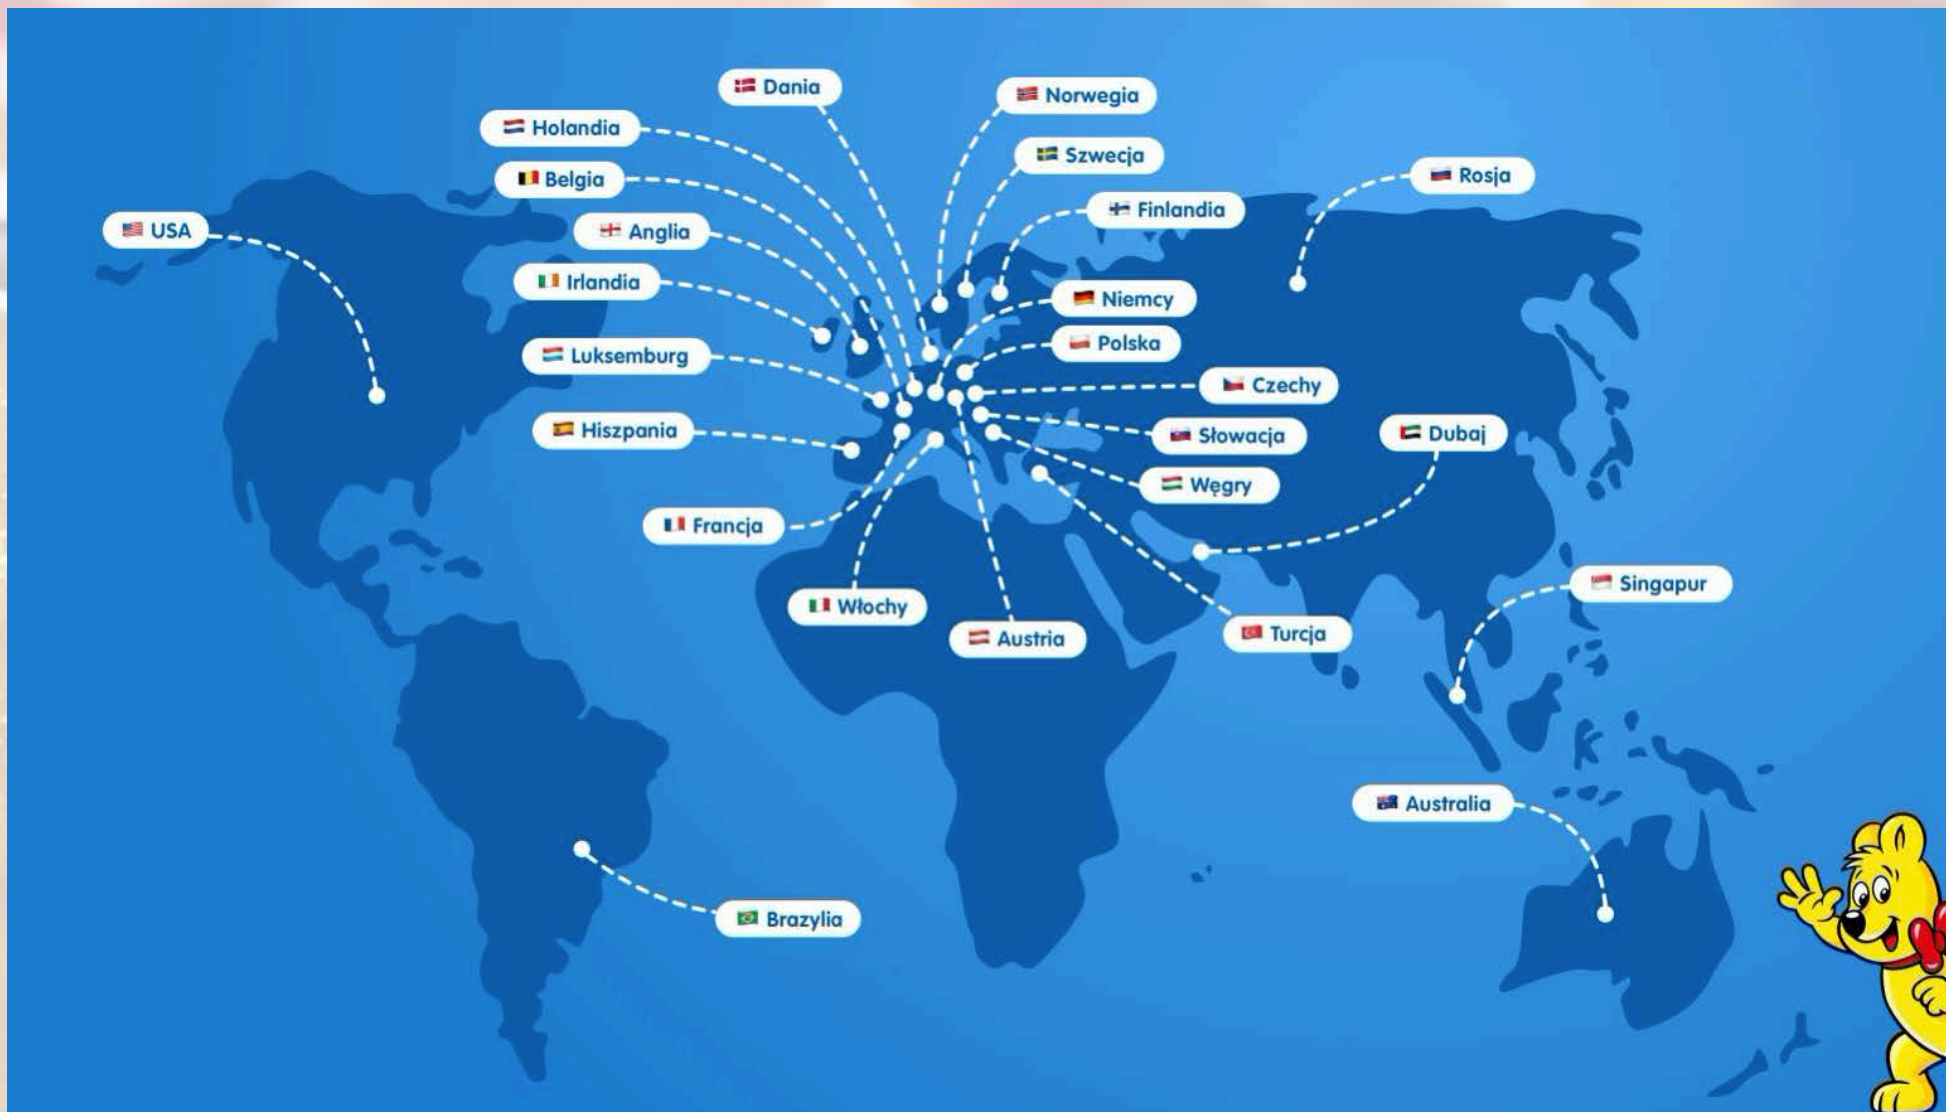 Dania
Norwegia
Holandia
Szwecja
Belgia
Rosja
Finlandia
USA
Anglia
Irlandia
Niemcy
Polska
Luksemburg
Czechy
Hiszpania
Słowacja
Dubaj
Węgry
Francja
Singapur
Włochy
Austria
Turcja
Australia
Brazylia